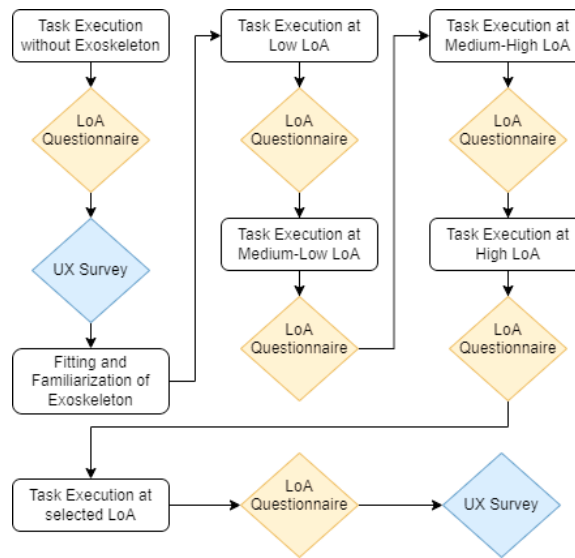 Task Execution
without Exoskeleton
LoA
Questionnaire
UX Survey
Fitting and
Familiarization of
Exoskeleton
Task Execution at
Low LoA
LoA
Questionnaire
Task Execution at
Medium-Low LoA
LoA
Questionnaire
Task Execution at
Medium-High LoA
LoA
Questionnaire
Task Execution at
High LoA
LoA
Questionnaire
Task Execution at
selected LoA
LoA
Questionnaire
UX Survey